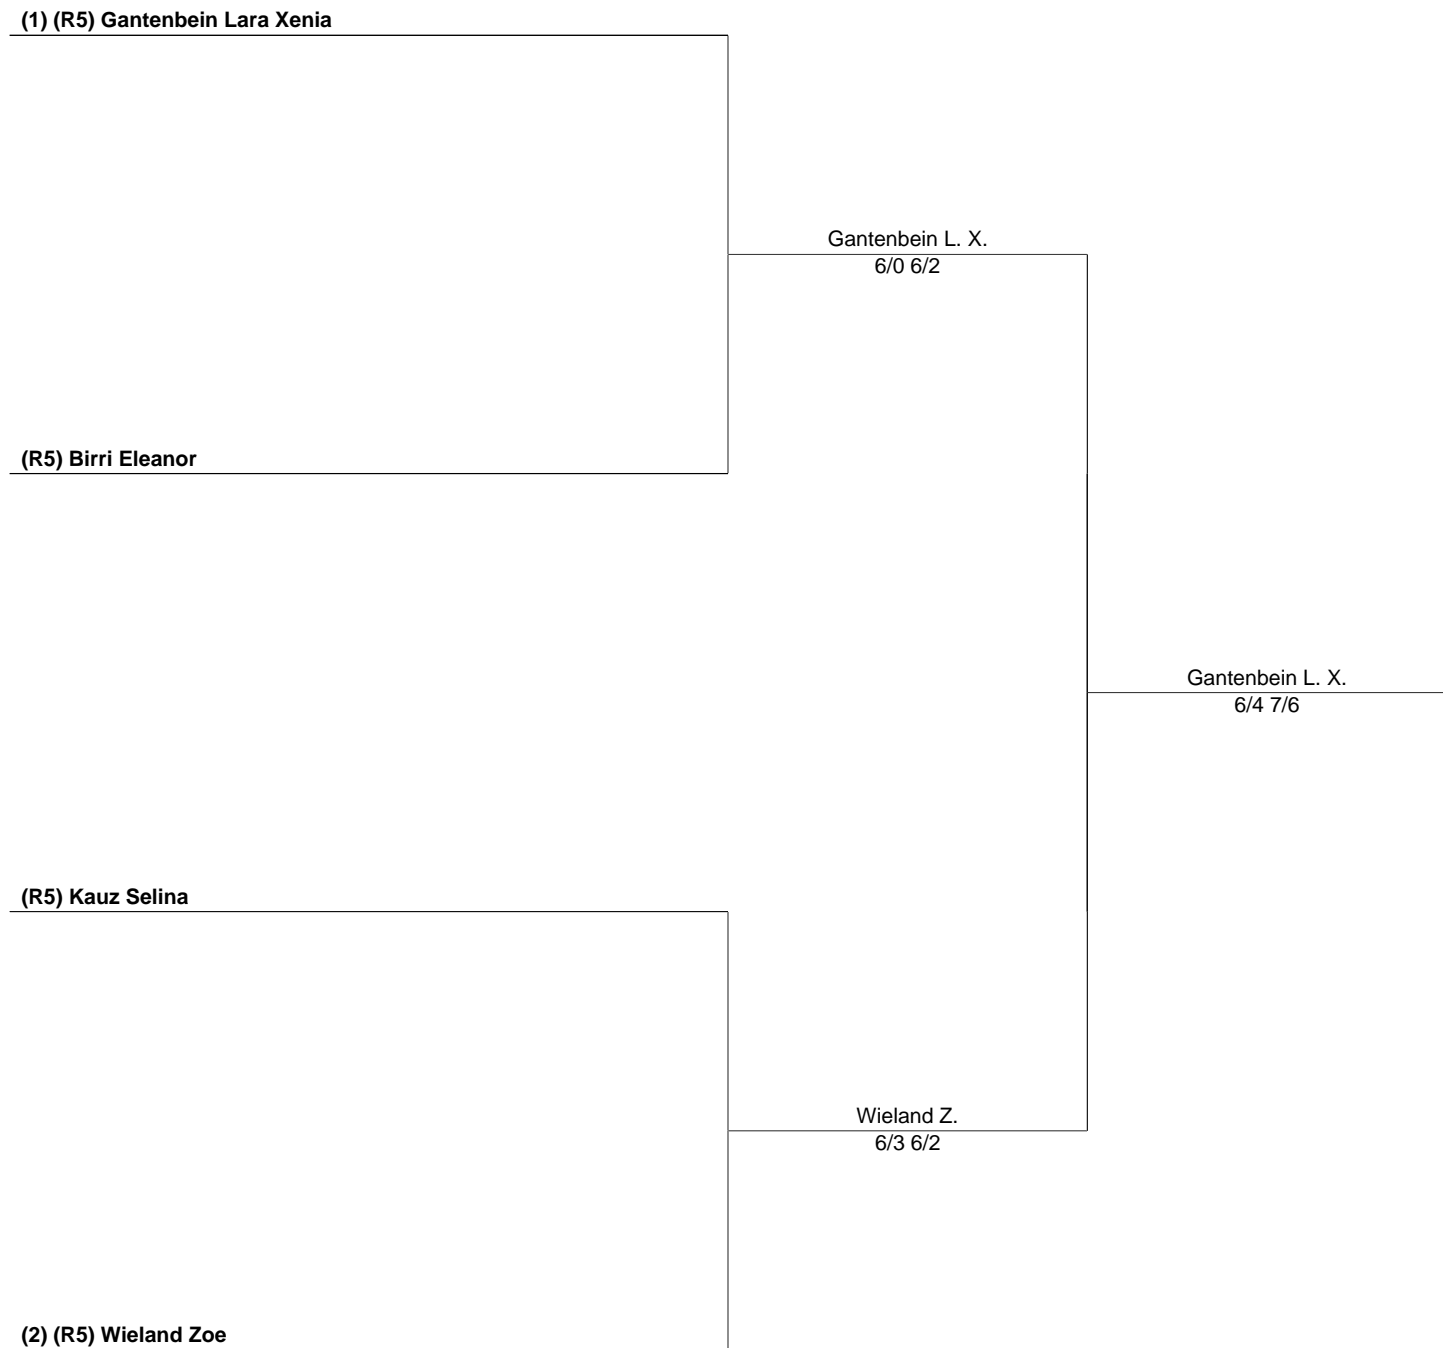 (1) (R5) Gantenbein Lara Xenia
Gantenbein L. X.
6/0 6/2
(R5) Birri Eleanor
Gantenbein L. X.
6/4 7/6
(R5) Kauz Selina
Wieland Z.
6/3 6/2
(2) (R5) Wieland Zoe